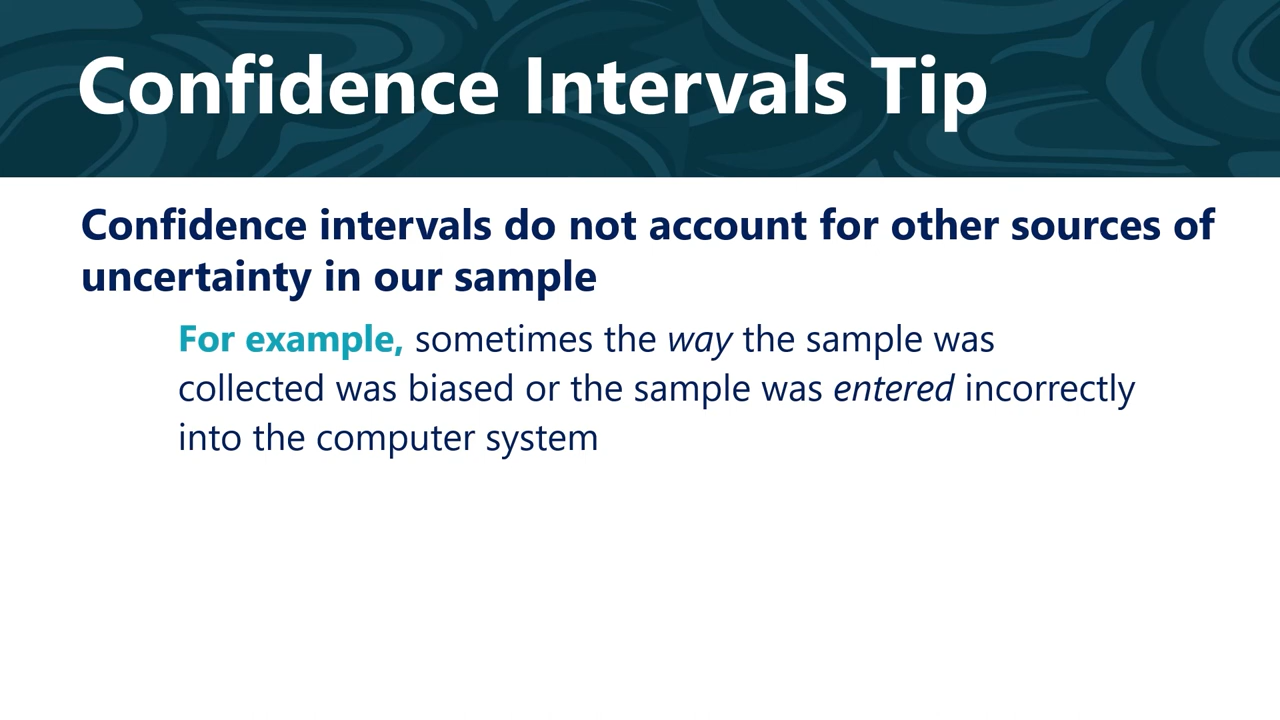 Confidence Intervals Tip
Confidence intervals do not account for other sources of
uncertainty in our sample
For example, sometimes the way the sample was
collected was biased or the sample was entered incorrectly
into the computer system